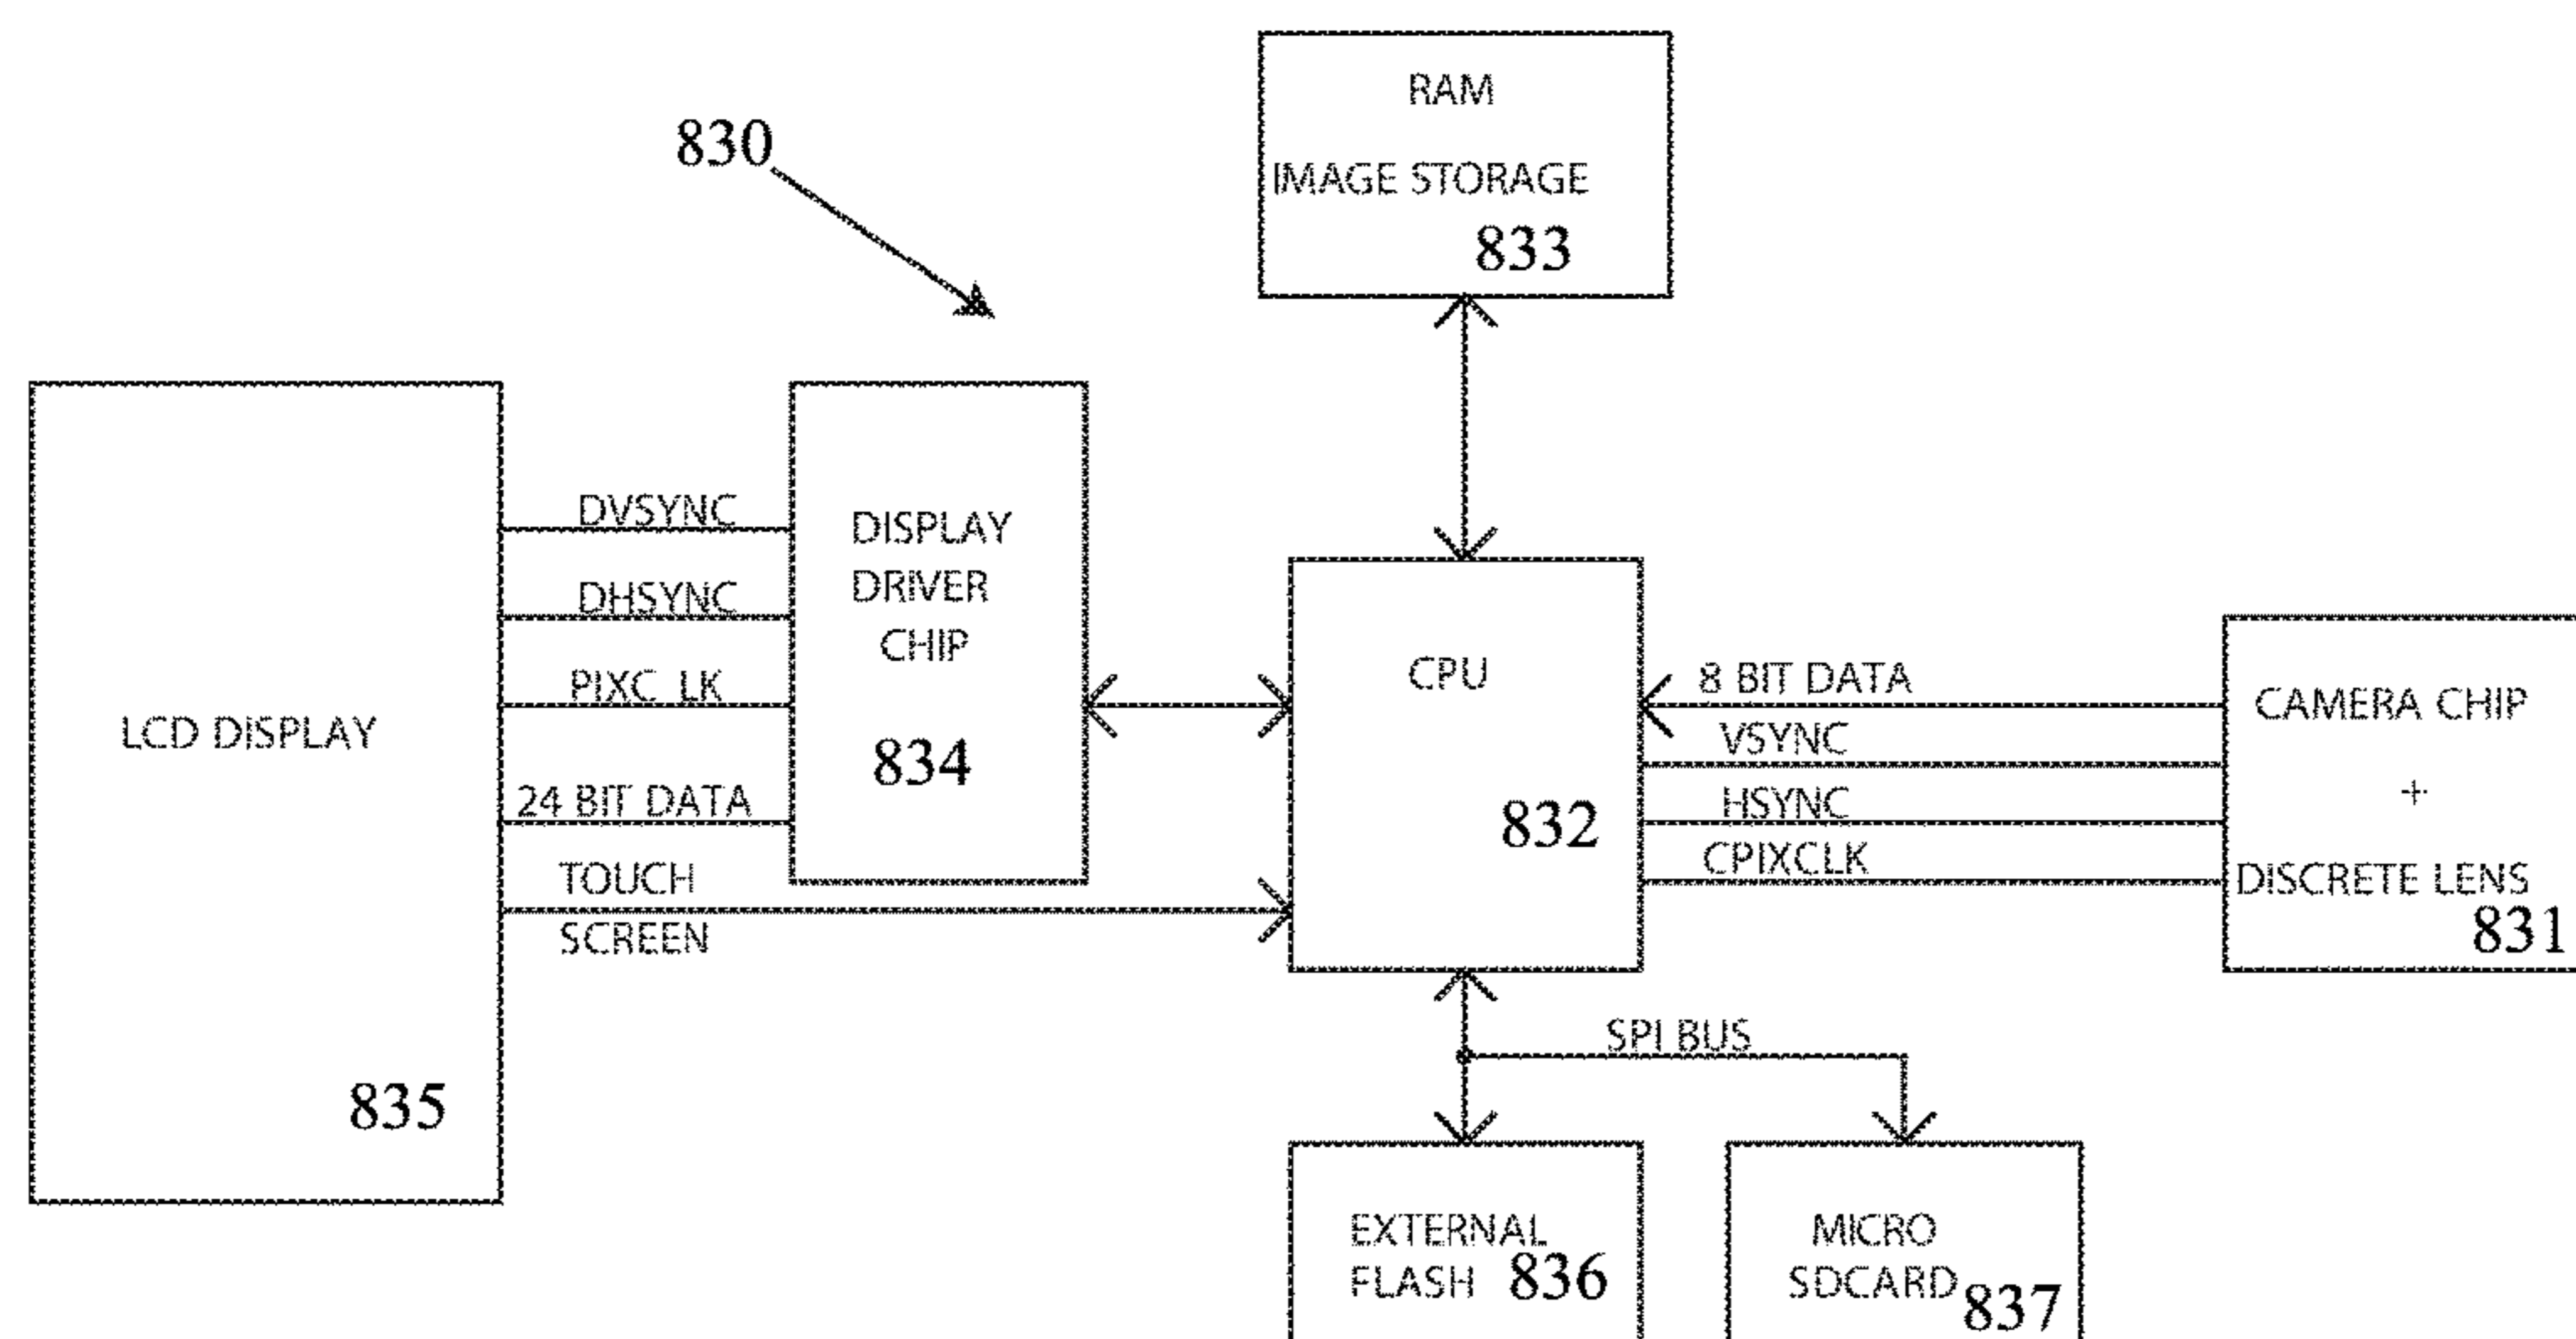 RAM
IMAGE STORAGE
833
830
DVSYNC
DHSYNC
PIXC LK
24 BIT DATA
TOUCH
SCREEN
LCD DISPLAY
835
DISPLAY
DRIVER
CHIP
834
CPU
832
8 BIT DATA
VSYNC
HSYNC
CPIXCLK
CAMERA CHIP
+
DISCRETE LENS
831
SPI BUS
EXTERNAL
FLASH 836
MICRO
SDCARD 837